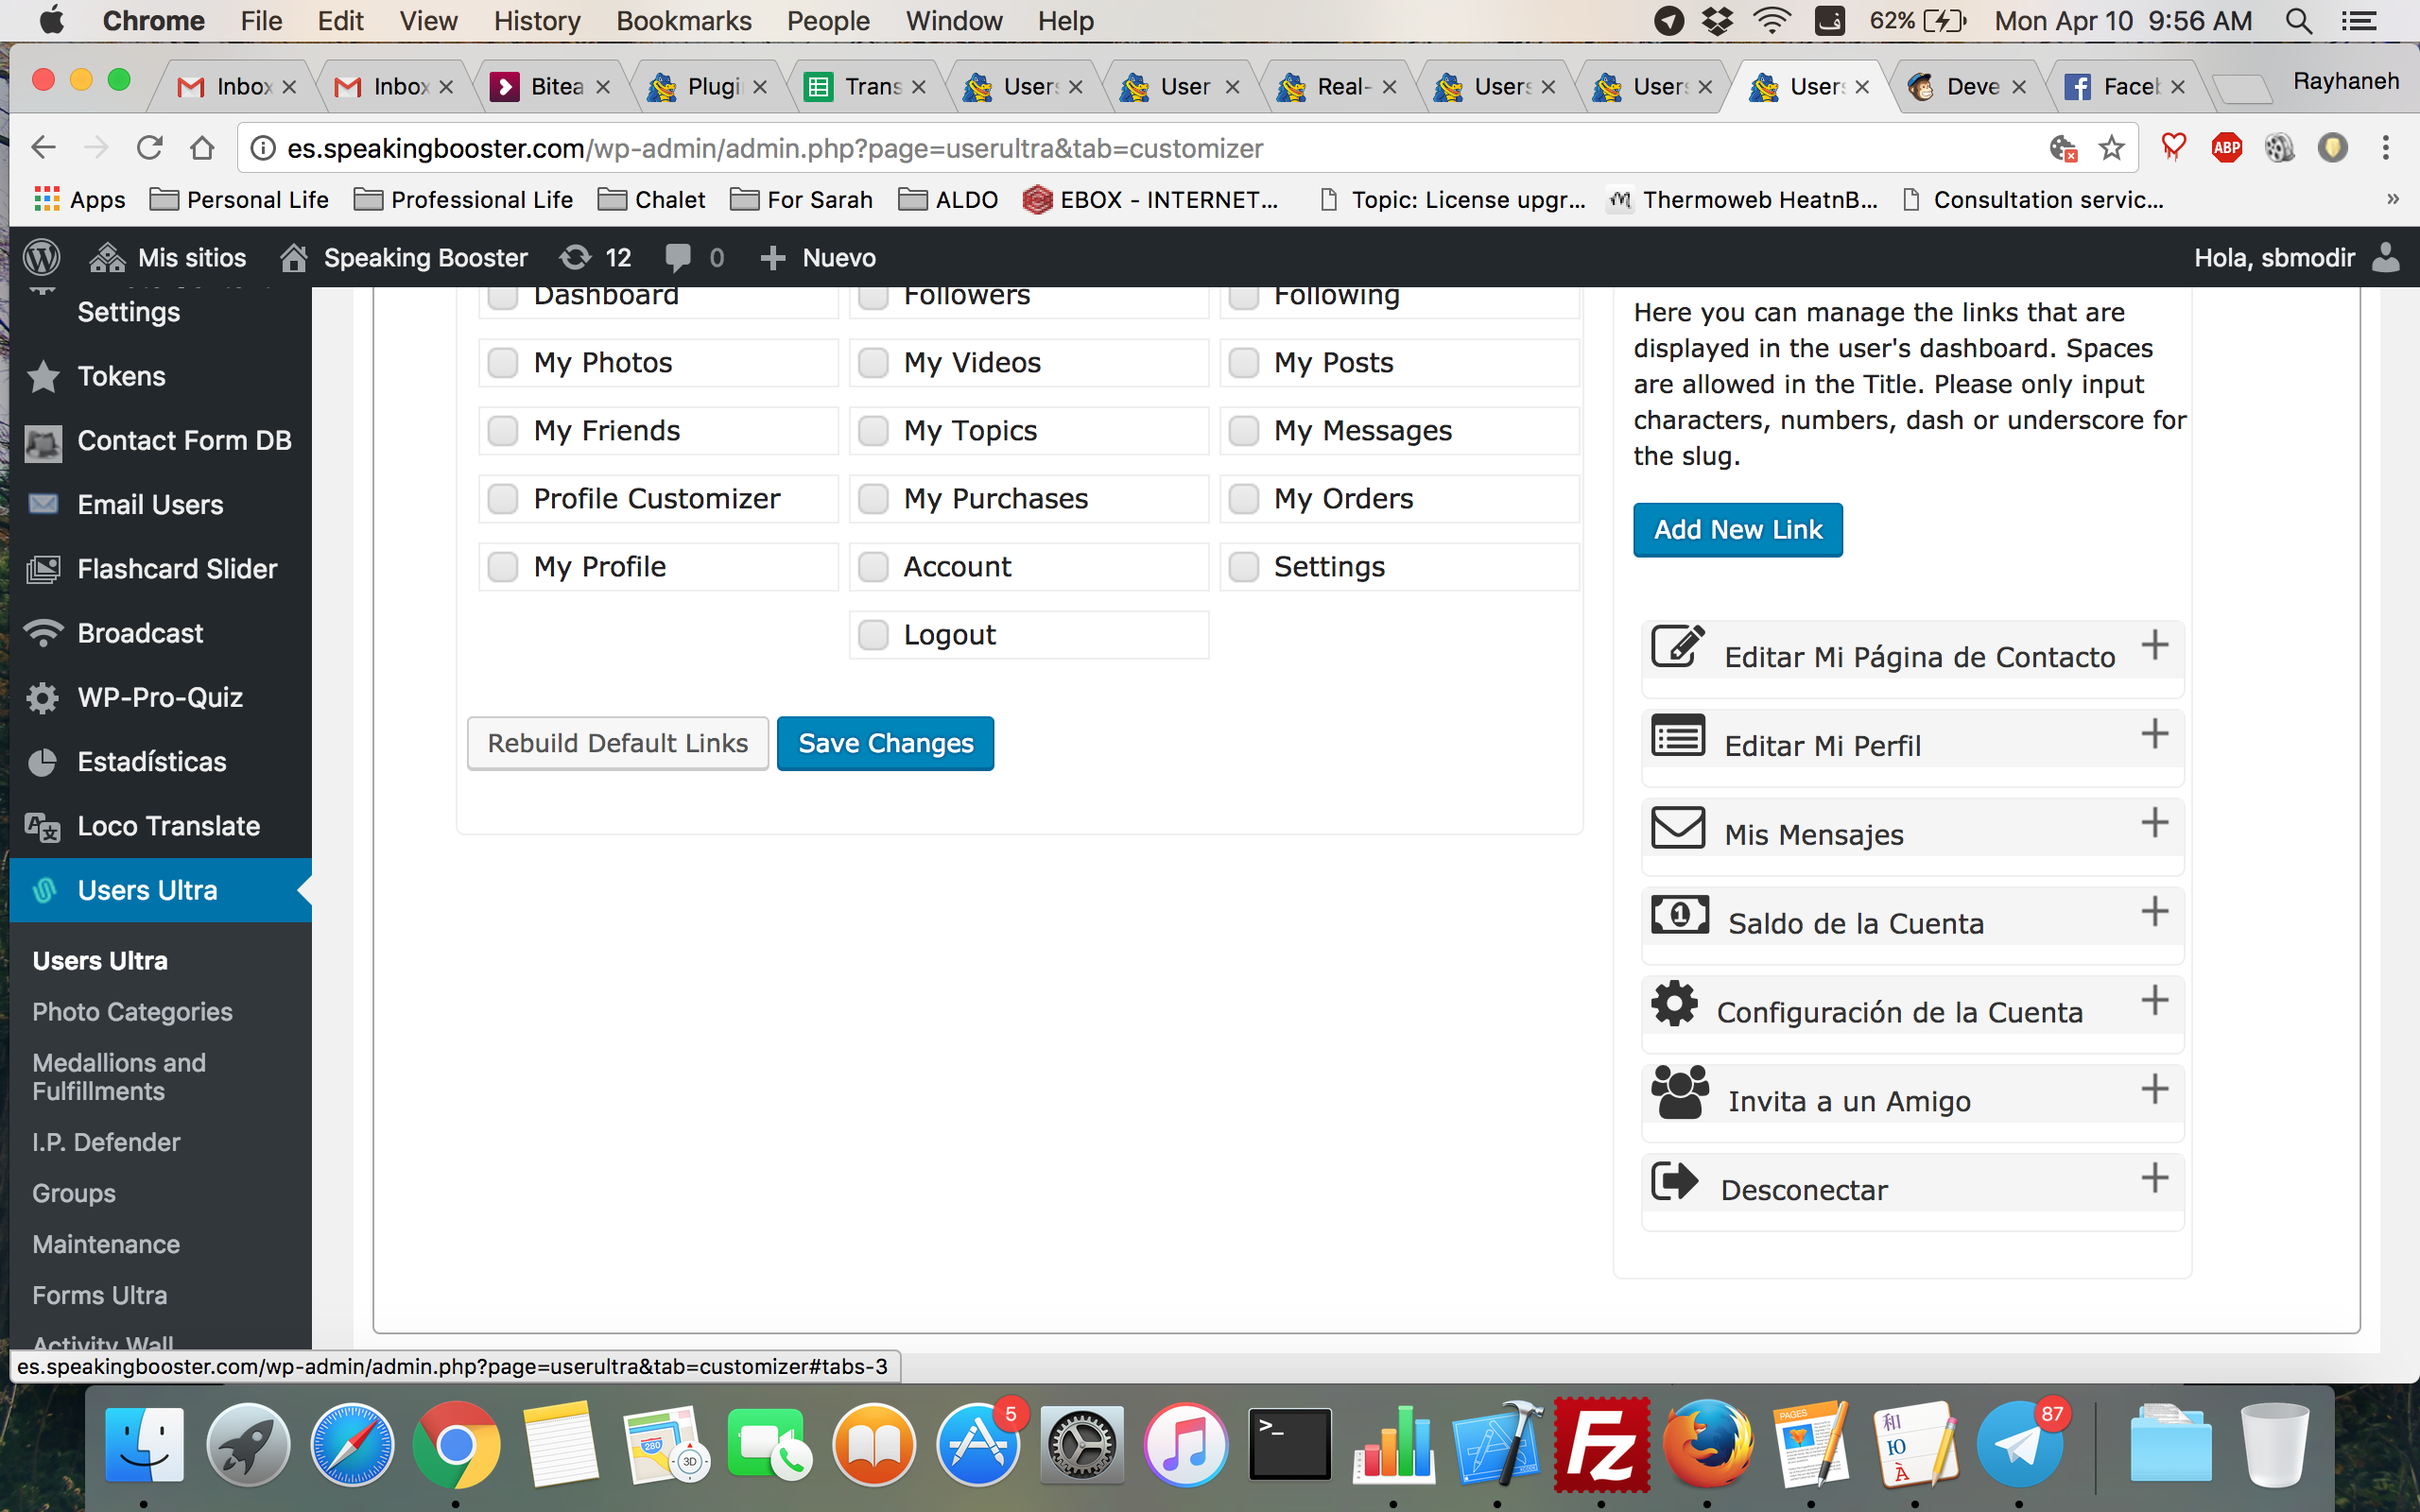 Chrome File Edit View History Bookmarks People Window Help 62% Mon Apr 10 9:56 AM
Inbox Inbox Bitea Plugi Trans Users User Real- Users Users Users Deve Faceb Rayhaneh
es.speakingbooster.com/wp-admin/admin.php?page=userultra&tab=customizer ABP
Apps Personal Life Professional Life Chalet For Sarah ALDO EBOX - INTERNET... Topic: License upgr... Thermoweb HeatnB... Consultation servic... »
Mis sitios Speaking Booster 12 0 Nuevo Hola, sbmodir
Settings
Tokens
Contact Form DB
Email Users
Flashcard Slider
Broadcast
WP-Pro-Quiz
Estadísticas
Loco Translate
Users Ultra
Users Ultra
Photo Categories
Medallions and
Fulfillments
I.P. Defender
Groups
Maintenance
Forms Ultra
Activity Wall
Dashboard Followers Following
My Photos My Videos My Posts
My Friends My Topics My Messages
Profile Customizer My Purchases My Orders
My Profile Account Settings
Logout
Rebuild Default Links Save Changes
Here you can manage the links that are
displayed in the user's dashboard. Spaces
are allowed in the Title. Please only input
characters, numbers, dash or underscore for
the slug.
Add New Link
Editar Mi Página de Contacto
Editar Mi Perfil
Mis Mensajes
Saldo de la Cuenta
Configuración de la Cuenta
Invita a un Amigo
Desconectar
es.speakingbooster.com/wp-admin/admin.php?page=userultra&tab=customizer#tabs-3
280 3D 5 >_ Fz PAGES 87